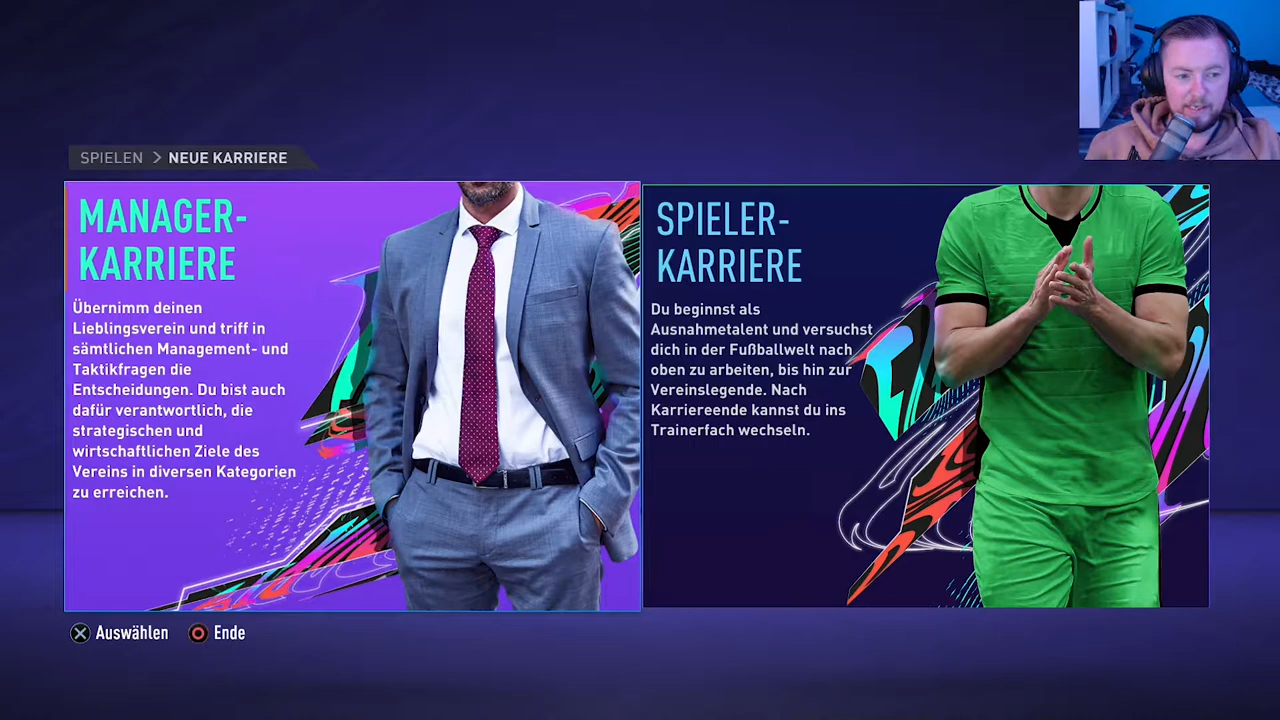 SPIELEN > NEUE KARRIERE
MANAGER-
KARRIERE
Übernimm deinen
Lieblingsverein und triff in
sämtlichen Management- und
Taktikfragen die
Entscheidungen. Du bist auch
dafür verantwortlich, die
strategischen und
wirtschaftlichen Ziele des
Vereins in diversen Kategorien
zu erreichen.
SPIELER-
KARRIERE
Du beginnst als
Ausnahmetalent und versuchst
dich in der Fußballwelt nach
oben zu arbeiten, bis hin zur
Vereinslegende. Nach
Karriereende kannst du ins
Trainerfach wechseln.
Auswählen Ende